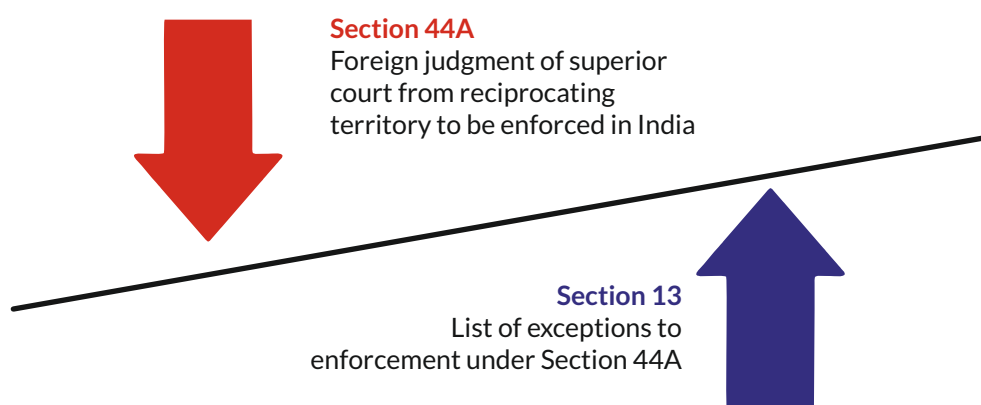 Section 44A
Foreign judgment of superior
court from reciprocating
territory to be enforced in India
Section 13
List of exceptions to
enforcement under Section 44A